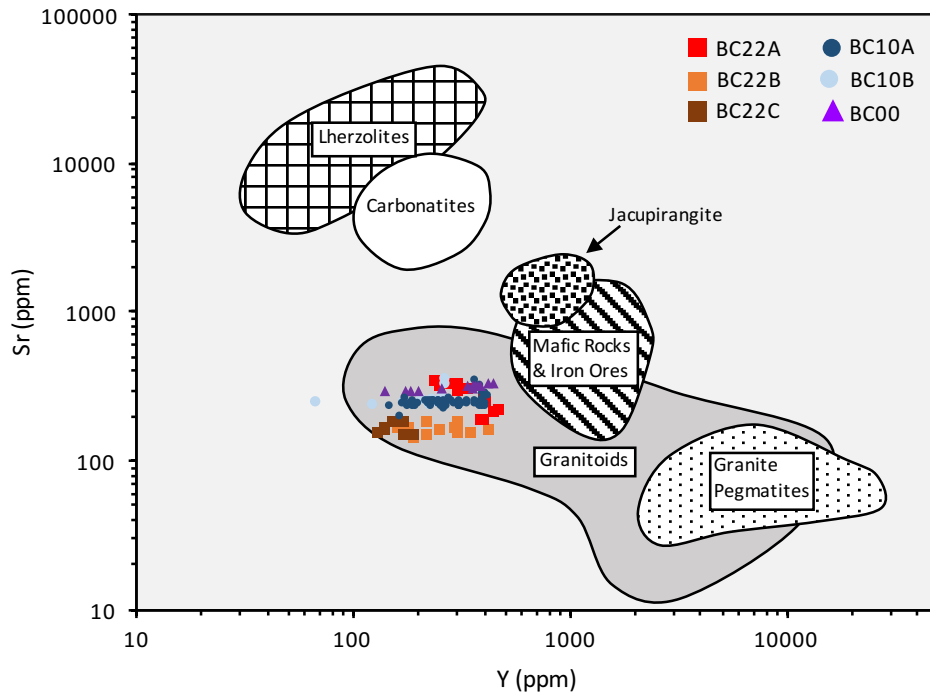 100000
10000
1000
100
10
Sr (ppm)
BC22A
BC10A
BC22B
BC10B
BC22C
BC00
Lherzolites
Carbonatites
Jacupirangite
Mafic Rocks
& Iron Ores
Granitoids
Granite
Pegmatites
10
100
1000
10000
Y (ppm)